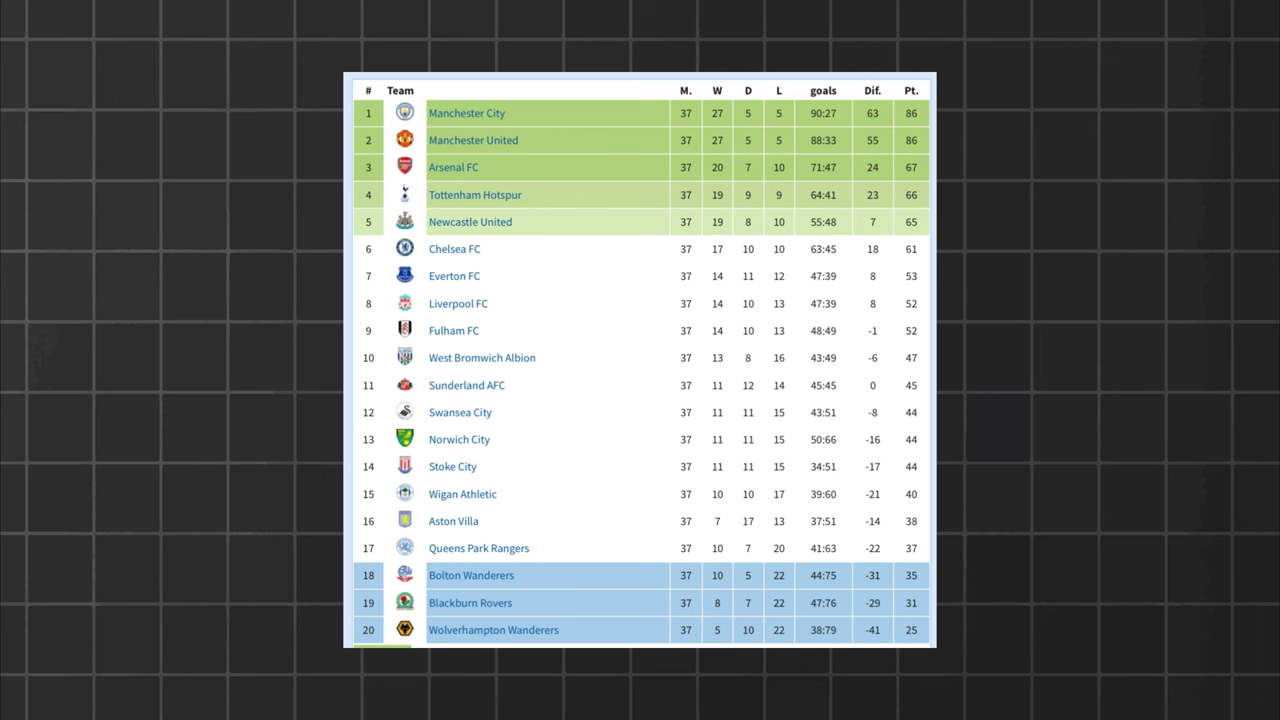 # Team M. W D L goals Dif. Pt.
1 Manchester City 37 27 5 5 90:27 63 86
2 Manchester United 37 27 5 5 88:33 55 86
3 Arsenal FC 37 20 7 10 71:47 24 67
4 Tottenham Hotspur 37 19 9 9 64:41 23 66
5 Newcastle United 37 19 8 10 55:48 7 65
6 Chelsea FC 37 17 10 10 63:45 18 61
7 Everton FC 37 14 11 12 47:39 8 53
8 Liverpool FC 37 14 10 13 47:39 8 52
9 Fulham FC 37 14 10 13 48:49 -1 52
10 West Bromwich Albion 37 13 8 16 43:49 -6 47
11 Sunderland AFC 37 11 12 14 45:45 0 45
12 Swansea City 37 11 11 15 43:51 -8 44
13 Norwich City 37 11 11 15 50:66 -16 44
14 Stoke City 37 11 11 15 34:51 -17 44
15 Wigan Athletic 37 10 10 17 39:60 -21 40
16 Aston Villa 37 7 17 13 37:51 -14 38
17 Queens Park Rangers 37 10 7 20 41:63 -22 37
18 Bolton Wanderers 37 10 5 22 44:75 -31 35
19 Blackburn Rovers 37 8 7 22 47:76 -29 31
20 Wolverhampton Wanderers 37 5 10 22 38:79 -41 25